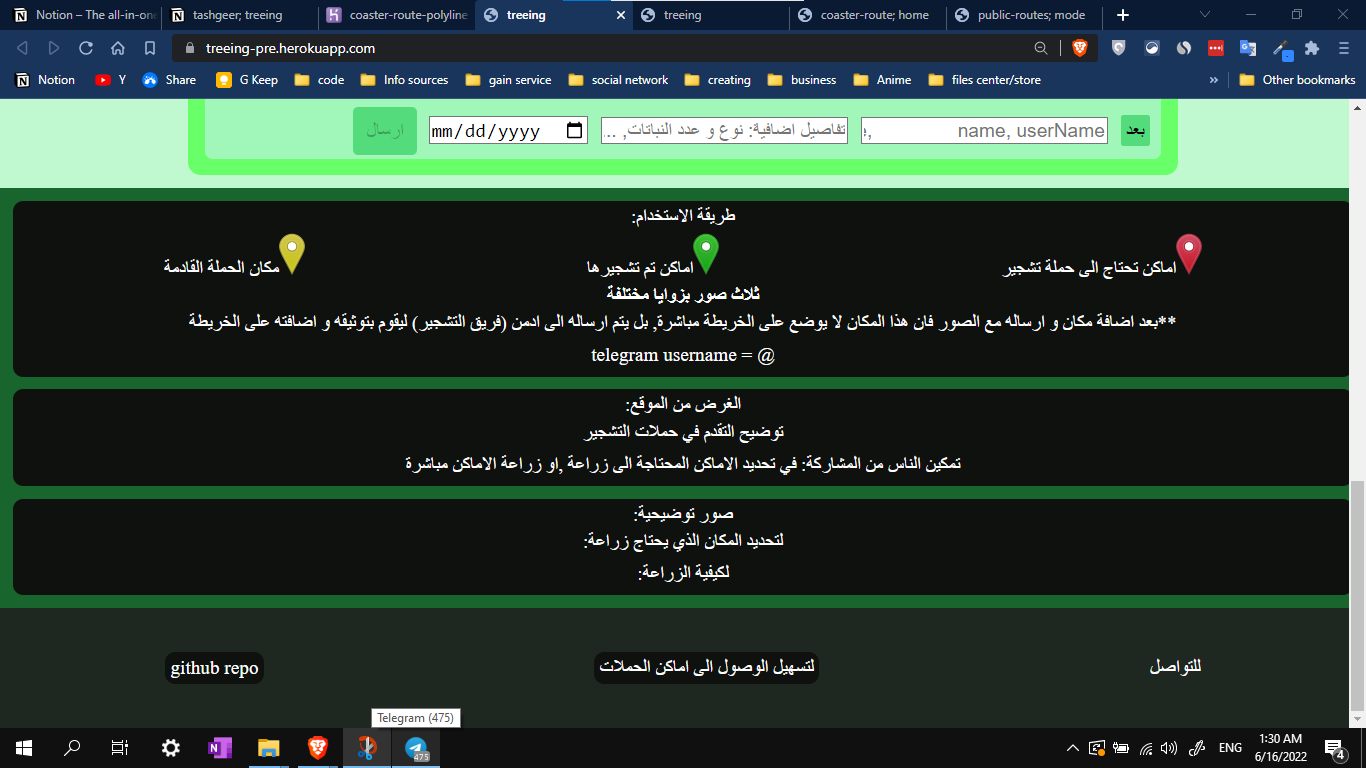 Notion – The all-in-one
tashgeer; treeing
coaster-route-polyline
treeing
treeing
coaster-route; home
public-routes; mode
treeing-pre.herokuapp.com
Notion
Y
Share
G Keep
code
Info sources
gain service
social network
creating
business
Anime
files center/store
»
Other bookmarks
بعد
name, userName
تفاصيل اضافية: نوع و عدد النباتات, ...
mm/dd/yyyy
ارسال
طريقة الاستخدام:
اماكن تحتاج الى حملة تشجير
اماكن تم تشجيرها
مكان الحملة القادمة
ثلاث صور بزوايا مختلفة
**بعد اضافة مكان و ارساله مع الصور فان هذا المكان لا يوضع على الخريطة مباشرة, بل يتم ارساله الى ادمن (فريق التشجير) ليقوم بتوثيقه و اضافته على الخريطة
telegram username = @
الغرض من الموقع:
توضيح التقدم في حملات التشجير
تمكين الناس من المشاركة: في تحديد الاماكن المحتاجة الى زراعة ,او زراعة الاماكن مباشرة
صور توضيحية:
لتحديد المكان الذي يحتاج زراعة:
لكيفية الزراعة:
للتواصل
لتسهيل الوصول الى اماكن الحملات
github repo
Telegram (475)
475
ENG
1:30 AM
6/16/2022
4